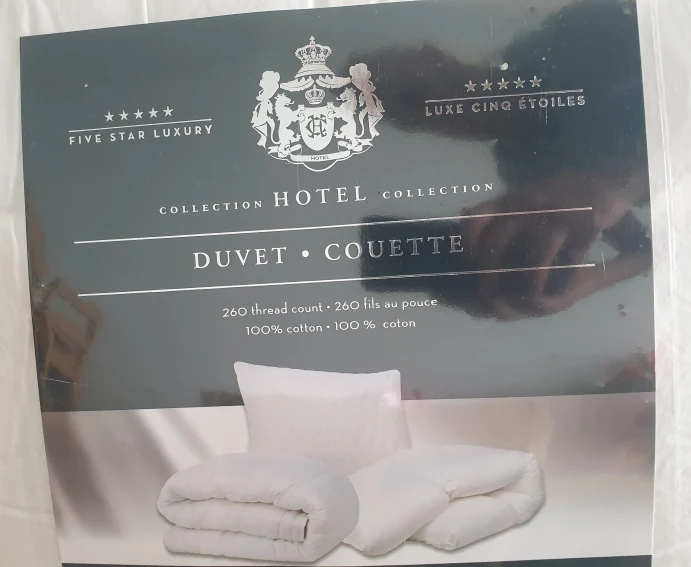 ★★★★★
FIVE STAR LUXURY
★★★★★
LUXE CINQ ÉTOILES
HOTEL
COLLECTION HOTEL COLLECTION
DUVET • COUETTE
260 thread count • 260 fils au pouce
100% cotton • 100 % coton